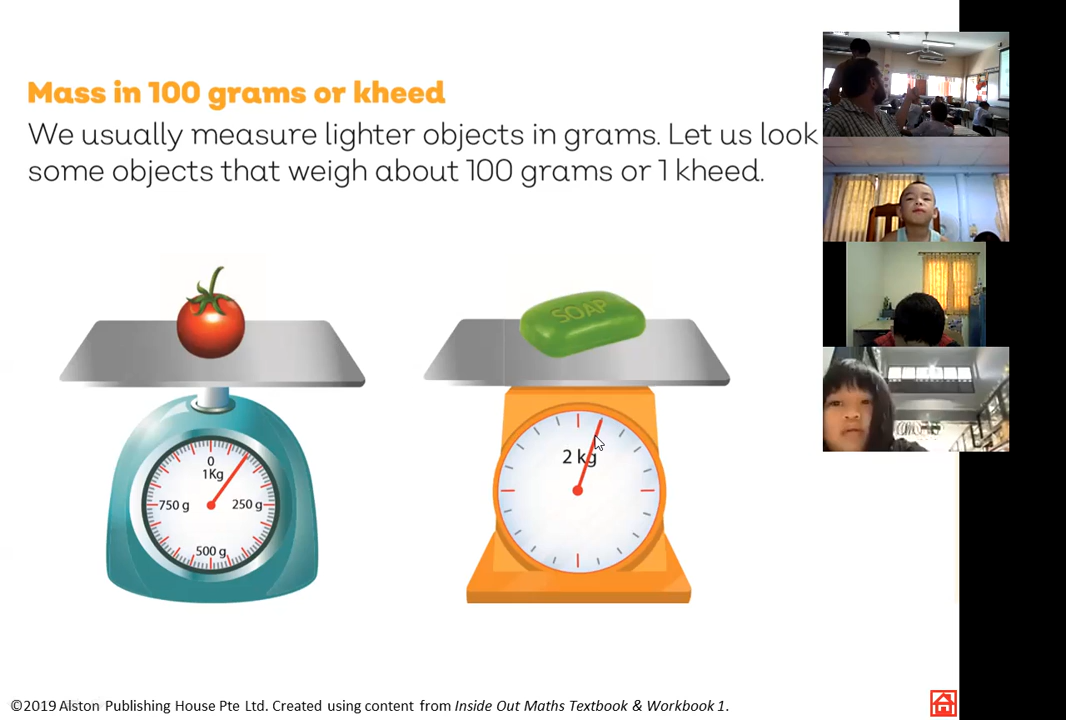 Mass in 100 grams or kheed
We usually measure lighter objects in grams. Let us look
some objects that weigh about 100 grams or 1 kheed.
SOAP
0
1Kg
750 g
250 g
500 g
2 kg
©2019 Alston Publishing House Pte Ltd. Created using content from Inside Out Maths Textbook & Workbook 1.